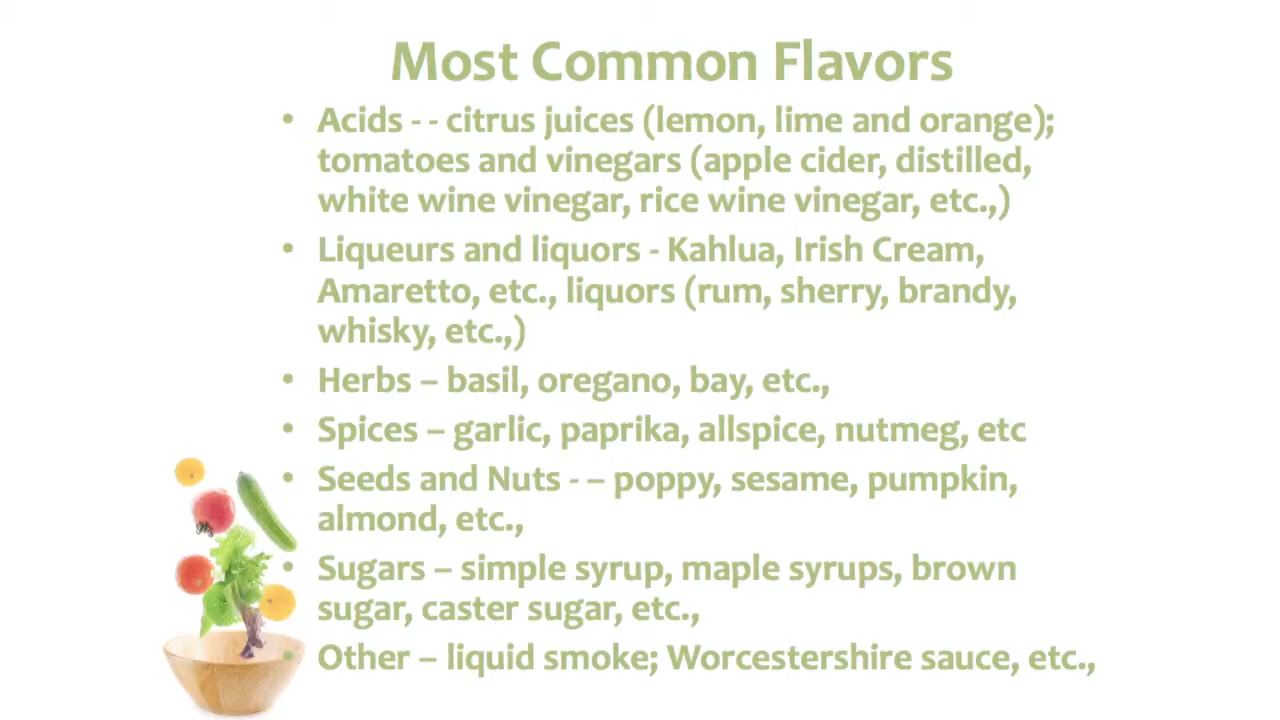 Most Common Flavors
• Acids - - citrus juices (lemon, lime and orange);
tomatoes and vinegars (apple cider, distilled,
white wine vinegar, rice wine vinegar, etc.,)
• Liqueurs and liquors - Kahlua, Irish Cream,
Amaretto, etc., liquors (rum, sherry, brandy,
whisky, etc.,)
• Herbs – basil, oregano, bay, etc.,
• Spices – garlic, paprika, allspice, nutmeg, etc
• Seeds and Nuts - – poppy, sesame, pumpkin,
almond, etc.,
• Sugars – simple syrup, maple syrups, brown
sugar, caster sugar, etc.,
• Other – liquid smoke; Worcestershire sauce, etc.,